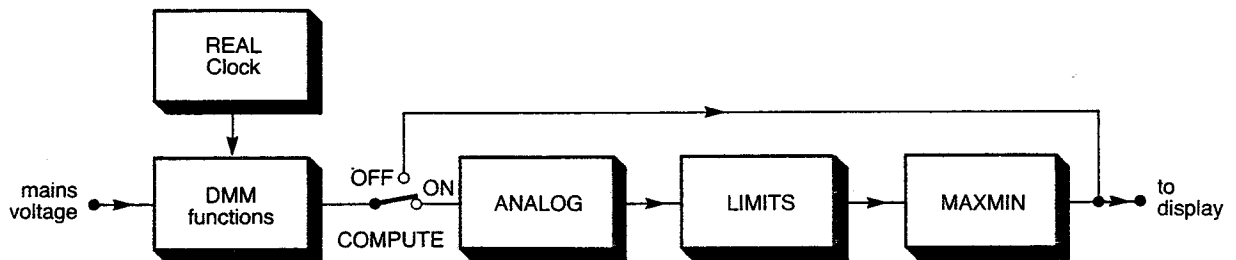 REAL
Clock
mains
voltage
DMM
functions
OFF
ON
COMPUTE
ANALOG
LIMITS
MAXMIN
to
display